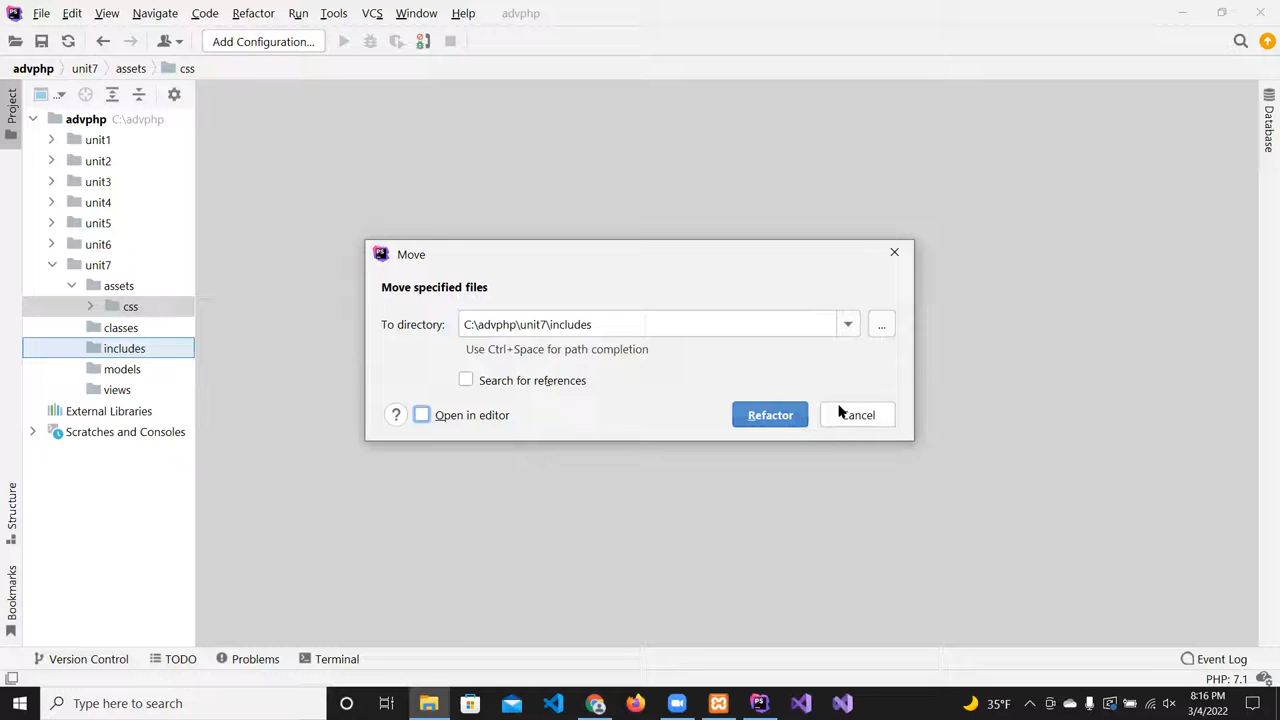 File Edit View Navigate Code Refactor Run Tools VCS Window Help advphp
Add Configuration...
advphp unit7 assets css
Project
...
advphp C:\advphp
unit1
unit2
unit3
unit4
unit5
unit6
unit7
assets
css
classes
includes
models
views
External Libraries
Scratches and Consoles
Database
PS Move
Move specified files
To directory: C:\advphp\unit7\includes ...
Use Ctrl+Space for path completion
Search for references
? Open in editor Refactor Cancel
Structure
Bookmarks
Version Control TODO Problems Terminal Event Log
PHP: 7.1
Type here to search 35°F 8:16 PM
3/4/2022